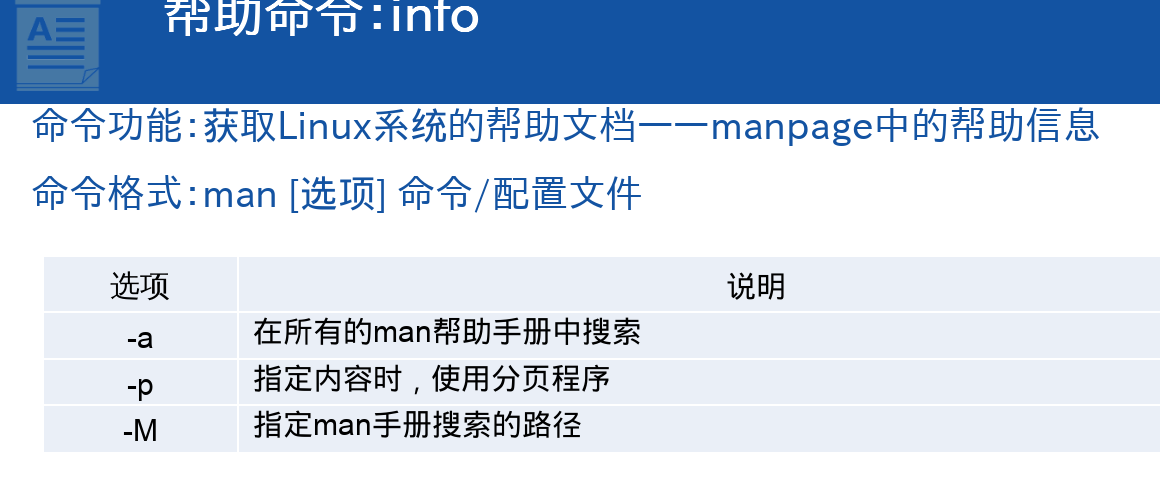 帮助命令:info
命令功能:获取Linux系统的帮助文档——manpage中的帮助信息
命令格式:man [选项] 命令/配置文件
选项 说明
-a 在所有的man帮助手册中搜索
-p 指定内容时，使用分页程序
-M 指定man手册搜索的路径